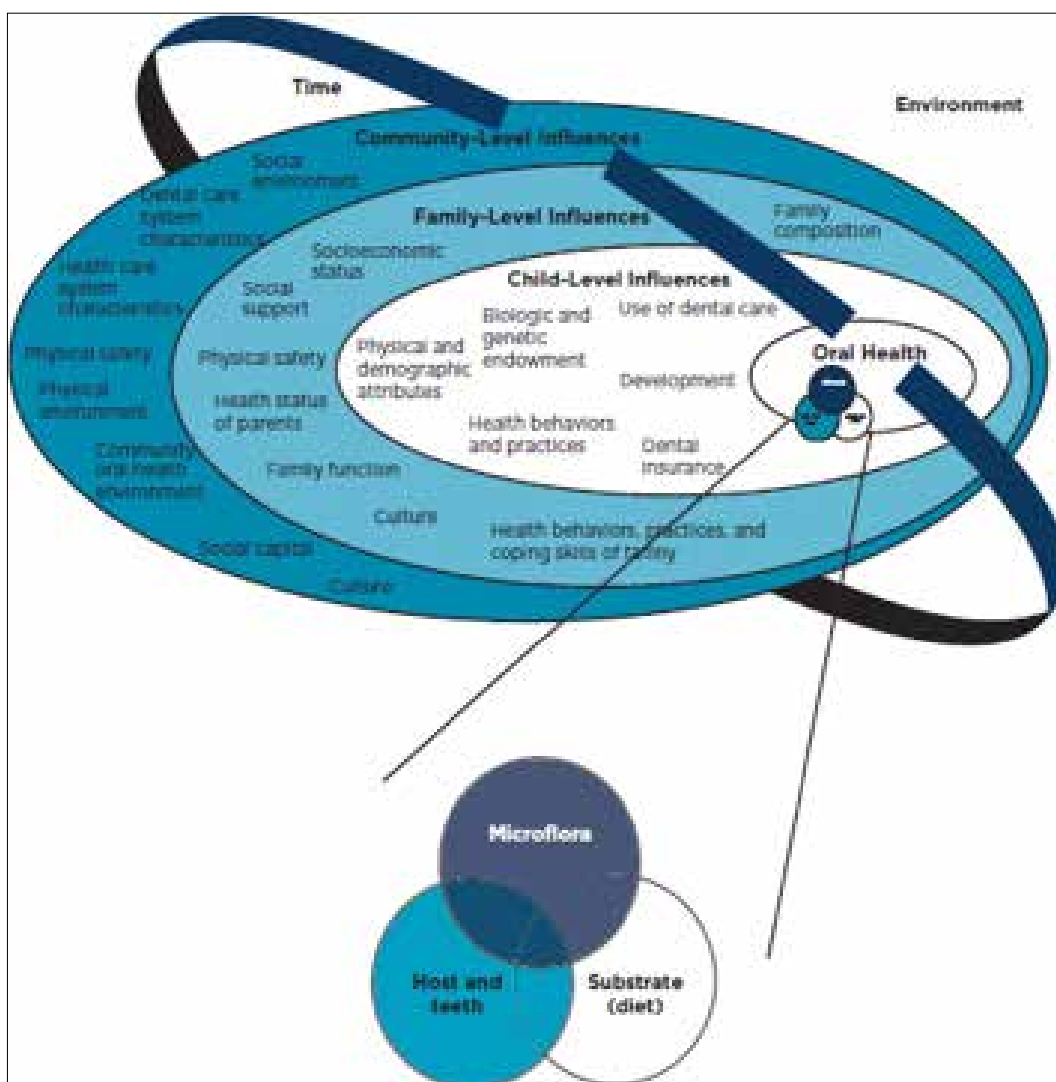 Time
Environment
Community-Level Influences
Social
environment
Dental care
system
characteristics
Health care
system
characteristics
Physical safety
Physical
environment
Community
oral health
environment
Social capital
Culture
Family-Level Influences
Family
composition
Socioeconomic
status
Social
support
Physical safety
Health status
of parents
Family function
Culture
Health behaviors, practices, and
coping skills of family
Child-Level Influences
Biologic and
genetic
endowment
Use of dental care
Physical and
demographic
attributes
Development
Health behaviors
and practices
Dental
insurance
Oral Health
Microflora
Host and
teeth
Substrate
(diet)